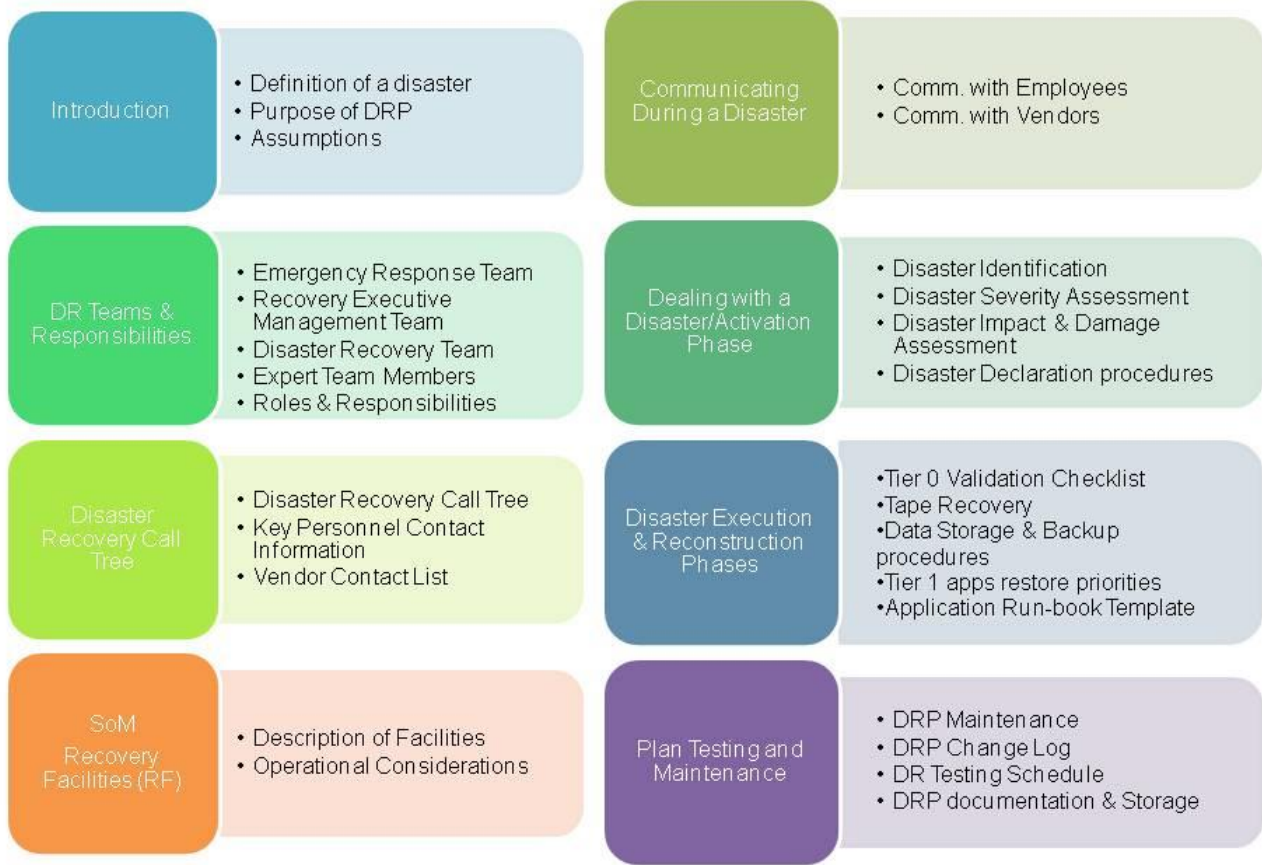 Introduction
• Definition of a disaster
• Purpose of DRP
• Assumptions
DR Teams &
Responsibilities
• Emergency Response Team
• Recovery Executive
Management Team
• Disaster Recovery Team
• Expert Team Members
• Roles & Responsibilities
Disaster
Recovery Call
Tree
• Disaster Recovery Call Tree
• Key Personnel Contact
Information
• Vendor Contact List
SoM
Recovery
Facilities (RF)
• Description of Facilities
• Operational Considerations
Communicating
During a Disaster
• Comm. with Employees
• Comm. with Vendors
Dealing with a
Disaster/Activation
Phase
• Disaster Identification
• Disaster Severity Assessment
• Disaster Impact & Damage
Assessment
• Disaster Declaration procedures
Disaster Execution
& Reconstruction
Phases
•Tier 0 Validation Checklist
•Tape Recovery
•Data Storage & Backup
procedures
•Tier 1 apps restore priorities
•Application Run-book Template
Plan Testing and
Maintenance
• DRP Maintenance
• DRP Change Log
• DR Testing Schedule
• DRP documentation & Storage